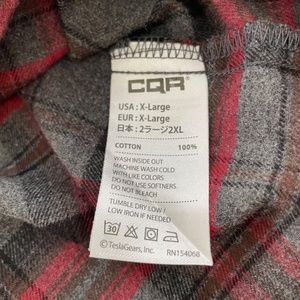 CQR
USA : X-Large
EUR : X-Large
日本 : 2ラージ2XL
COTTON 100%
WASH INSIDE OUT
MACHINE WASH COLD
WITH LIKE COLORS
DO NOT USE SOFTNERS
DO NOT BLEACH
TUMBLE DRY LOW /
LOW IRON IF NEEDED
30
©TeslaGears, Inc. RN154068